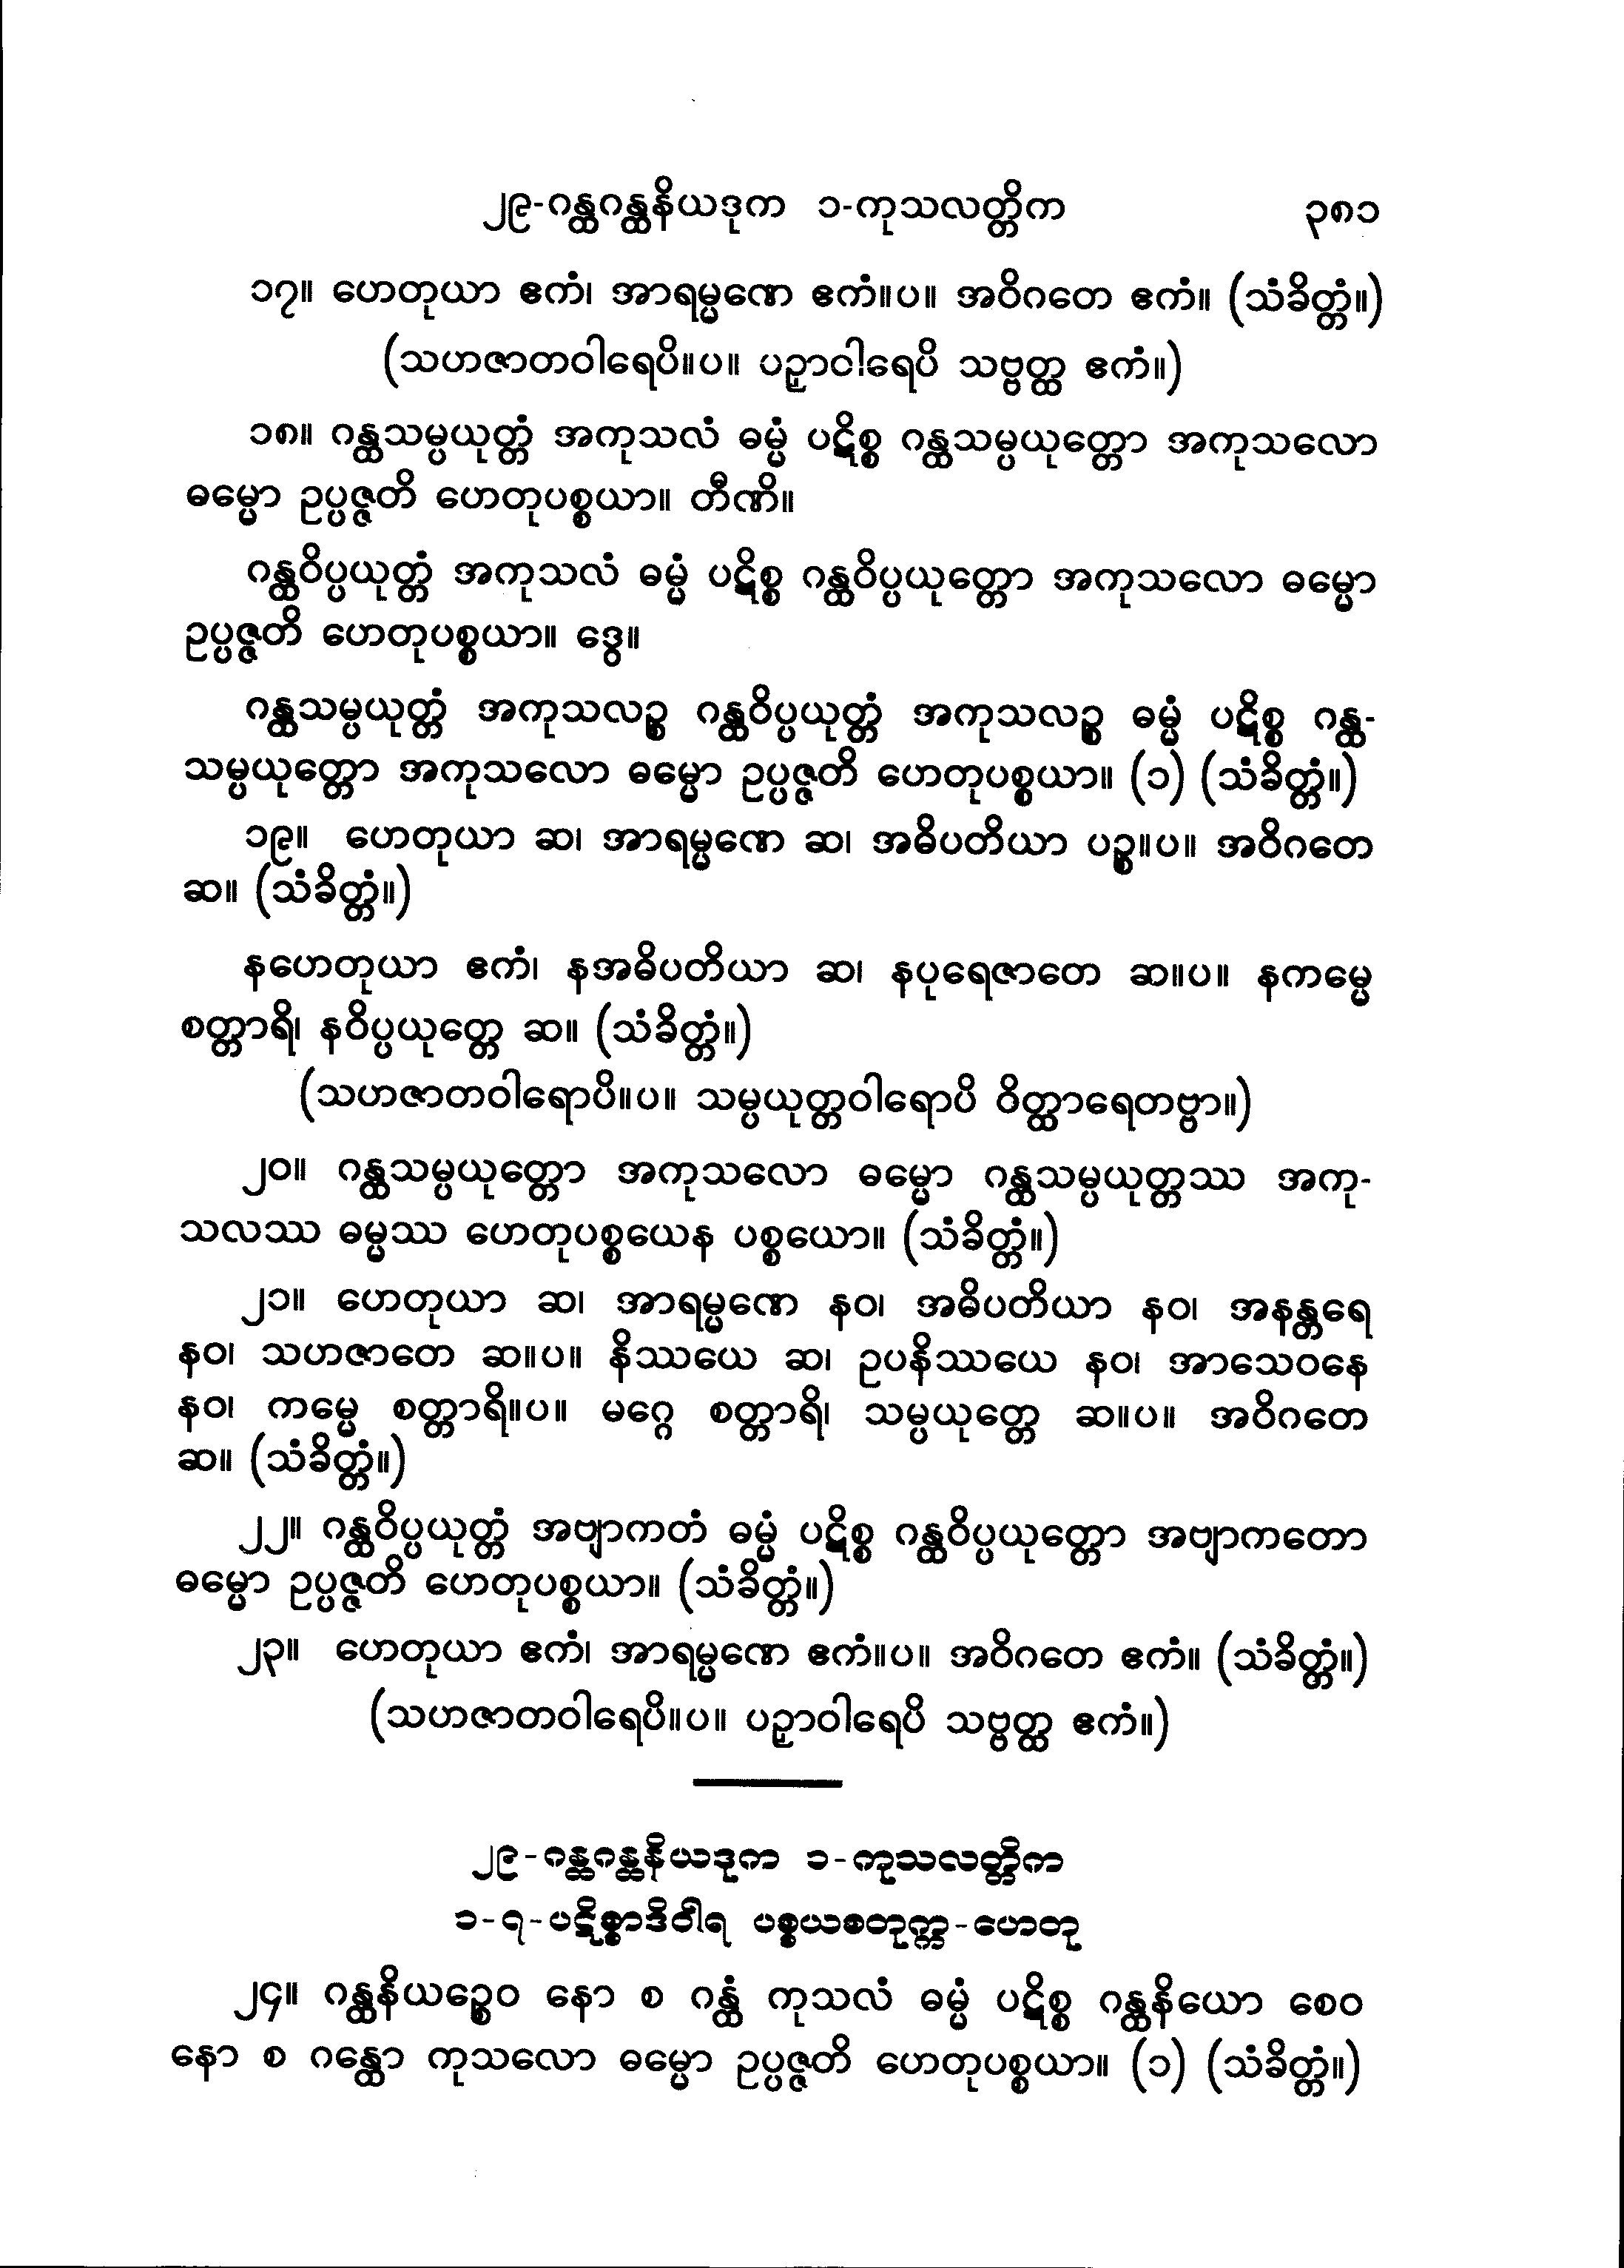 ၂၉-ဂန္ထဂန္ထနိယဒုက ၁-ကုသလတ္တိက ၃၈၁
၁၇။ ဟေတုယာ ဧကံ၊ အာရမ္မဏေ ဧကံ။ပ။ အဝိဂတေ ဧကံ။ (သံခိတ္တံ။)
(သဟဇာတဝါရေပိ။ပ။ ပဉှာဝါရေပိ သဗ္ဗတ္ထ ဧကံ။)
၁၈။ ဂန္ထသမ္ပယုတ္တံ အကုသလံ ဓမ္မံ ပဋိစ္စ ဂန္ထသမ္ပယုတ္တော အကုသလော
ဓမ္မော ဥပ္ပဇ္ဇတိ ဟေတုပစ္စယာ။ တီဏိ။
ဂန္ထဝိပ္ပယုတ္တံ အကုသလံ ဓမ္မံ ပဋိစ္စ ဂန္ထဝိပ္ပယုတ္တော အကုသလော ဓမ္မော
ဥပ္ပဇ္ဇတိ ဟေတုပစ္စယာ။ ဒွေ။
ဂန္ထသမ္ပယုတ္တံ အကုသလဉ္စ ဂန္ထဝိပ္ပယုတ္တံ အကုသလဉ္စ ဓမ္မံ ပဋိစ္စ ဂန္ထ-
သမ္ပယုတ္တော အကုသလော ဓမ္မော ဥပ္ပဇ္ဇတိ ဟေတုပစ္စယာ။ (၁) (သံခိတ္တံ။)
၁၉။ ဟေတုယာ ဆ၊ အာရမ္မဏေ ဆ၊ အဓိပတိယာ ပဉ္စ။ပ။ အဝိဂတေ
ဆ။ (သံခိတ္တံ။)
နဟေတုယာ ဧကံ၊ နအဓိပတိယာ ဆ၊ နပုရေဇာတေ ဆ။ပ။ နကမ္မေ
စတ္တာရိ၊ နဝိပ္ပယုတ္တေ ဆ။ (သံခိတ္တံ။)
(သဟဇာတဝါရောပိ။ပ။ သမ္ပယုတ္တဝါရောပိ ဝိတ္ထာရေတဗ္ဗာ။)
၂၀။ ဂန္ထသမ္ပယုတ္တော အကုသလော ဓမ္မော ဂန္ထသမ္ပယုတ္တဿ အကု-
သလဿ ဓမ္မဿ ဟေတုပစ္စယေန ပစ္စယော။ (သံခိတ္တံ။)
၂၁။ ဟေတုယာ ဆ၊ အာရမ္မဏေ နဝ၊ အဓိပတိယာ နဝ၊ အနန္တရေ
နဝ၊ သဟဇာတေ ဆ။ပ။ နိဿယေ ဆ၊ ဥပနိဿယေ နဝ၊ အာသေဝနေ
နဝ၊ ကမ္မေ စတ္တာရိ။ပ။ မဂ္ဂေ စတ္တာရိ၊ သမ္ပယုတ္တေ ဆ။ပ။ အဝိဂတေ
ဆ။ (သံခိတ္တံ။)
၂၂။ ဂန္ထဝိပ္ပယုတ္တံ အဗျာကတံ ဓမ္မံ ပဋိစ္စ ဂန္ထဝိပ္ပယုတ္တော အဗျာကတော
ဓမ္မော ဥပ္ပဇ္ဇတိ ဟေတုပစ္စယာ။ (သံခိတ္တံ။)
၂၃။ ဟေတုယာ ဧကံ၊ အာရမ္မဏေ ဧကံ။ပ။ အဝိဂတေ ဧကံ။ (သံခိတ္တံ။)
(သဟဇာတဝါရေပိ။ပ။ ပဉှာဝါရေပိ သဗ္ဗတ္ထ ဧကံ။)
၂၉-ဂန္ထဂန္ထနိယဒုက ၁-ကုသလတ္တိက
၁-၇-ပဋိစ္စာဒိဝါရ ပစ္စယစတုက္က-ဟေတု
၂၄။ ဂန္ထနိယဉ္စေဝ နော စ ဂန္ထံ ကုသလံ ဓမ္မံ ပဋိစ္စ ဂန္ထနိယော စေဝ
နော စ ဂန္ထော ကုသလော ဓမ္မော ဥပ္ပဇ္ဇတိ ဟေတုပစ္စယာ။ (၁) (သံခိတ္တံ။)